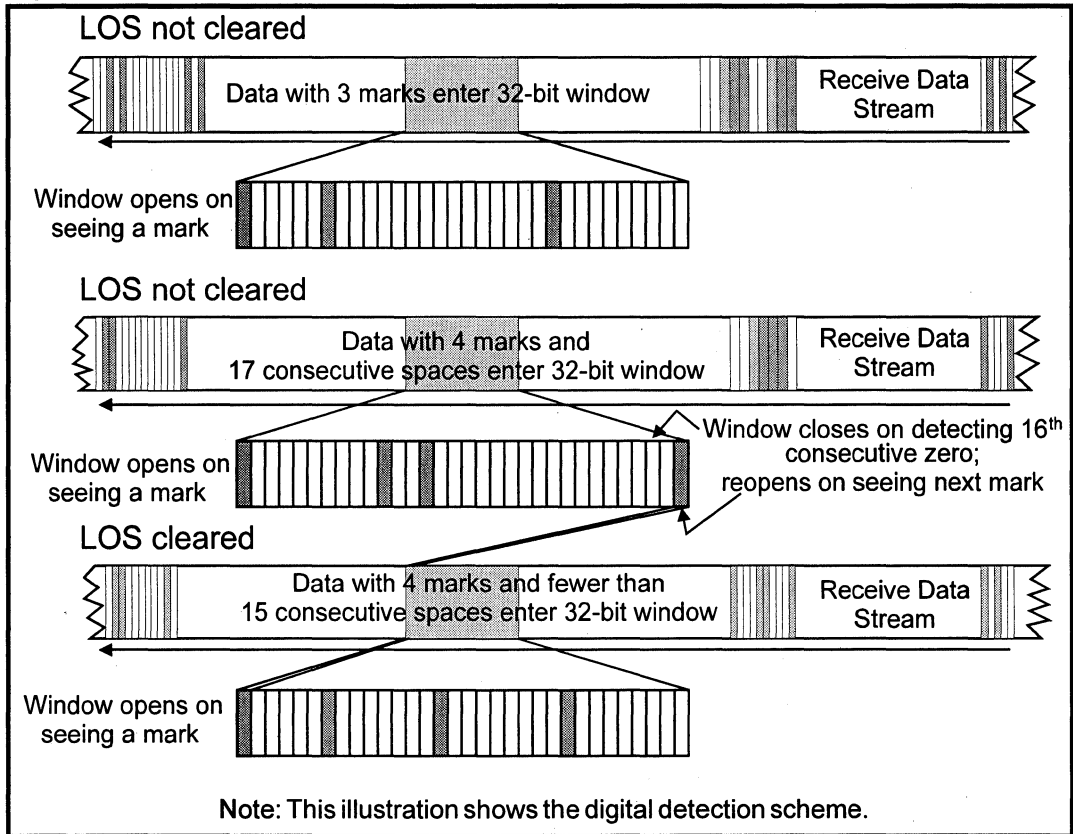 LOS not cleared
Data with 3 marks enter 32-bit window
Receive Data
Stream
Window opens on
seeing a mark
LOS not cleared
Data with 4 marks and
17 consecutive spaces enter 32-bit window
Receive Data
Stream
Window closes on detecting 16th
consecutive zero;
reopens on seeing next mark
Window opens on
seeing a mark
LOS cleared
Data with 4 marks and fewer than
15 consecutive spaces enter 32-bit window
Receive Data
Stream
Window opens on
seeing a mark
Note: This illustration shows the digital detection scheme.